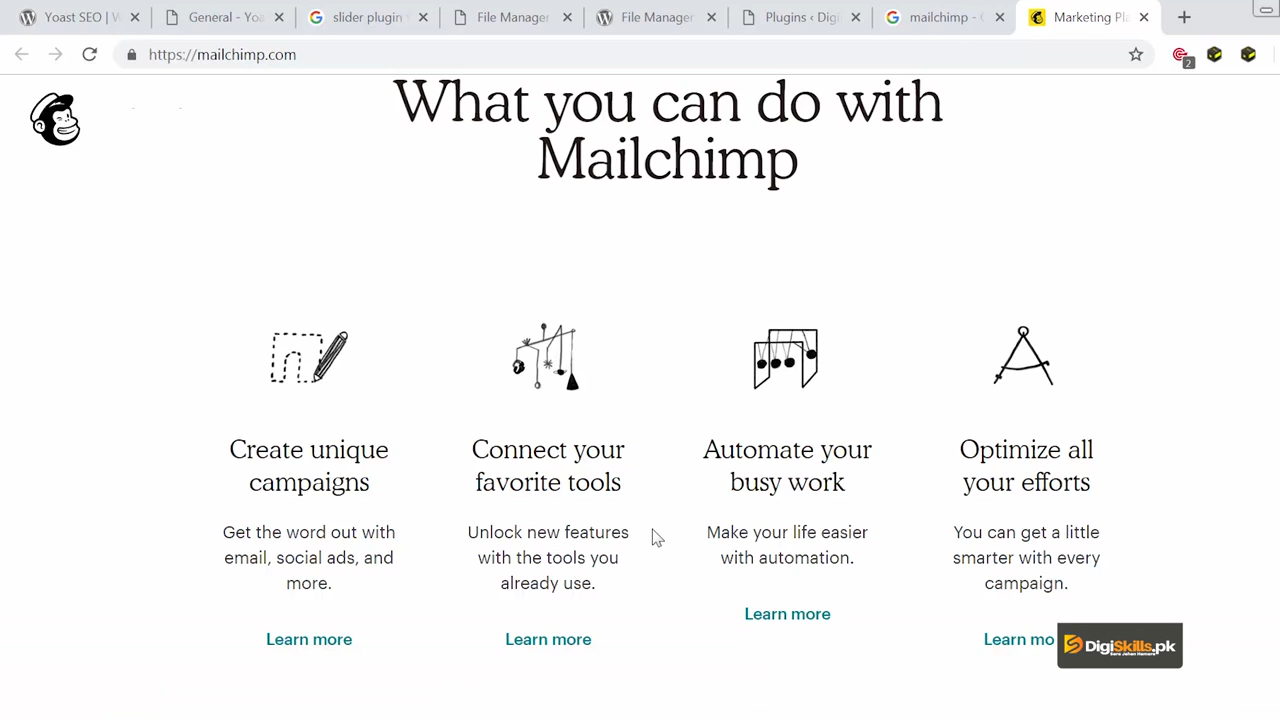 Yoast SEO | W
General - Yoa
slider plugin
File Manager
File Manager
Plugins ‹ Digi
mailchimp - G
Marketing Pl
https://mailchimp.com
2
What you can do with
Mailchimp
Create unique
campaigns
Get the word out with
email, social ads, and
more.
Learn more
Connect your
favorite tools
Unlock new features
with the tools you
already use.
Learn more
Automate your
busy work
Make your life easier
with automation.
Learn more
Optimize all
your efforts
You can get a little
smarter with every
campaign.
Learn mo
DigiSkills.pk